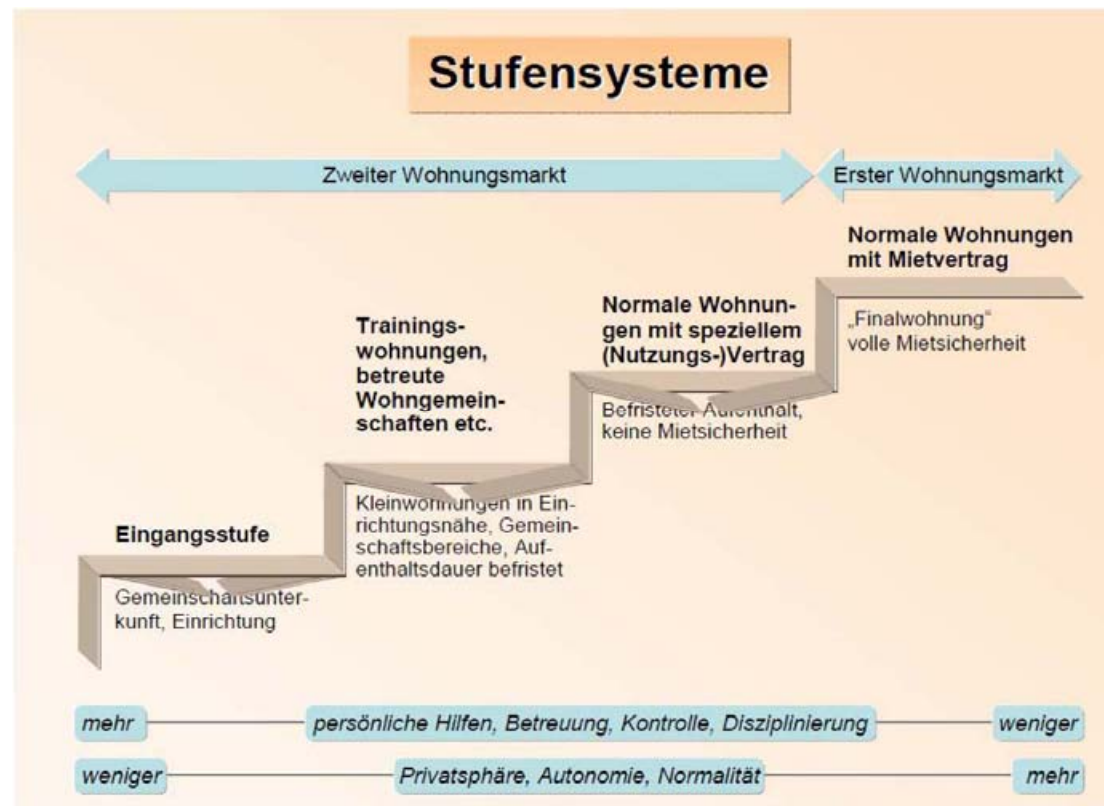 Stufensysteme
Zweiter Wohnungsmarkt
Erster Wohnungsmarkt
Normale Wohnungen
mit Mietvertrag
„Finalwohnung“
volle Mietsicherheit
Normale Wohnun-
gen mit speziellem
(Nutzungs-)Vertrag
Befristeter Aufenthalt,
keine Mietsicherheit
Trainings-
wohnungen,
betreute
Wohngemein-
schaften etc.
Kleinwohnungen in Ein-
richtungsnähe, Gemein-
schaftsbereiche, Auf-
enthaltsdauer befristet
Eingangsstufe
Gemeinschaftsunter-
kunft, Einrichtung
mehr
persönliche Hilfen, Betreuung, Kontrolle, Disziplinierung
weniger
weniger
Privatsphäre, Autonomie, Normalität
mehr